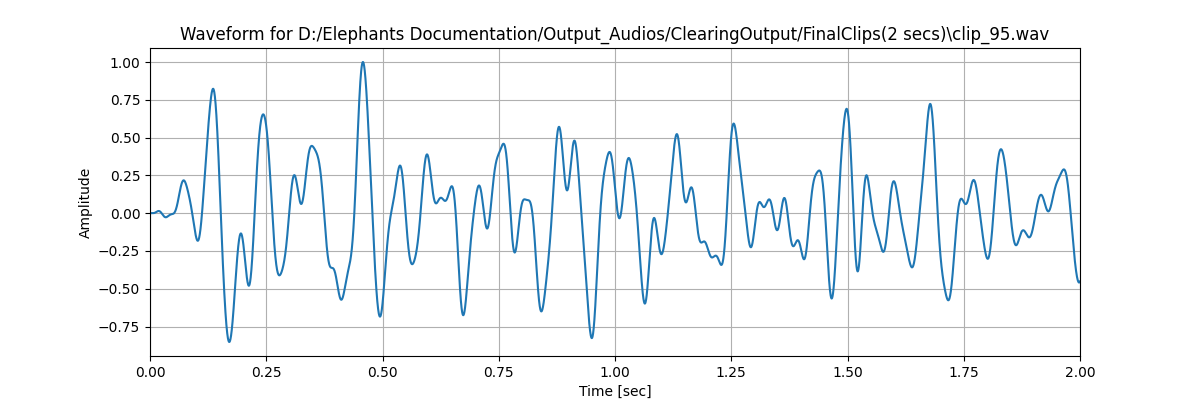 Waveform for D:/Elephants Documentation/Output_Audios/ClearingOutput/FinalClips(2 secs)\clip_95.wav
1.00
0.75
0.50
0.25
0.00
−0.25
−0.50
−0.75
Amplitude
0.00 0.25 0.50 0.75 1.00 1.25 1.50 1.75 2.00
Time [sec]